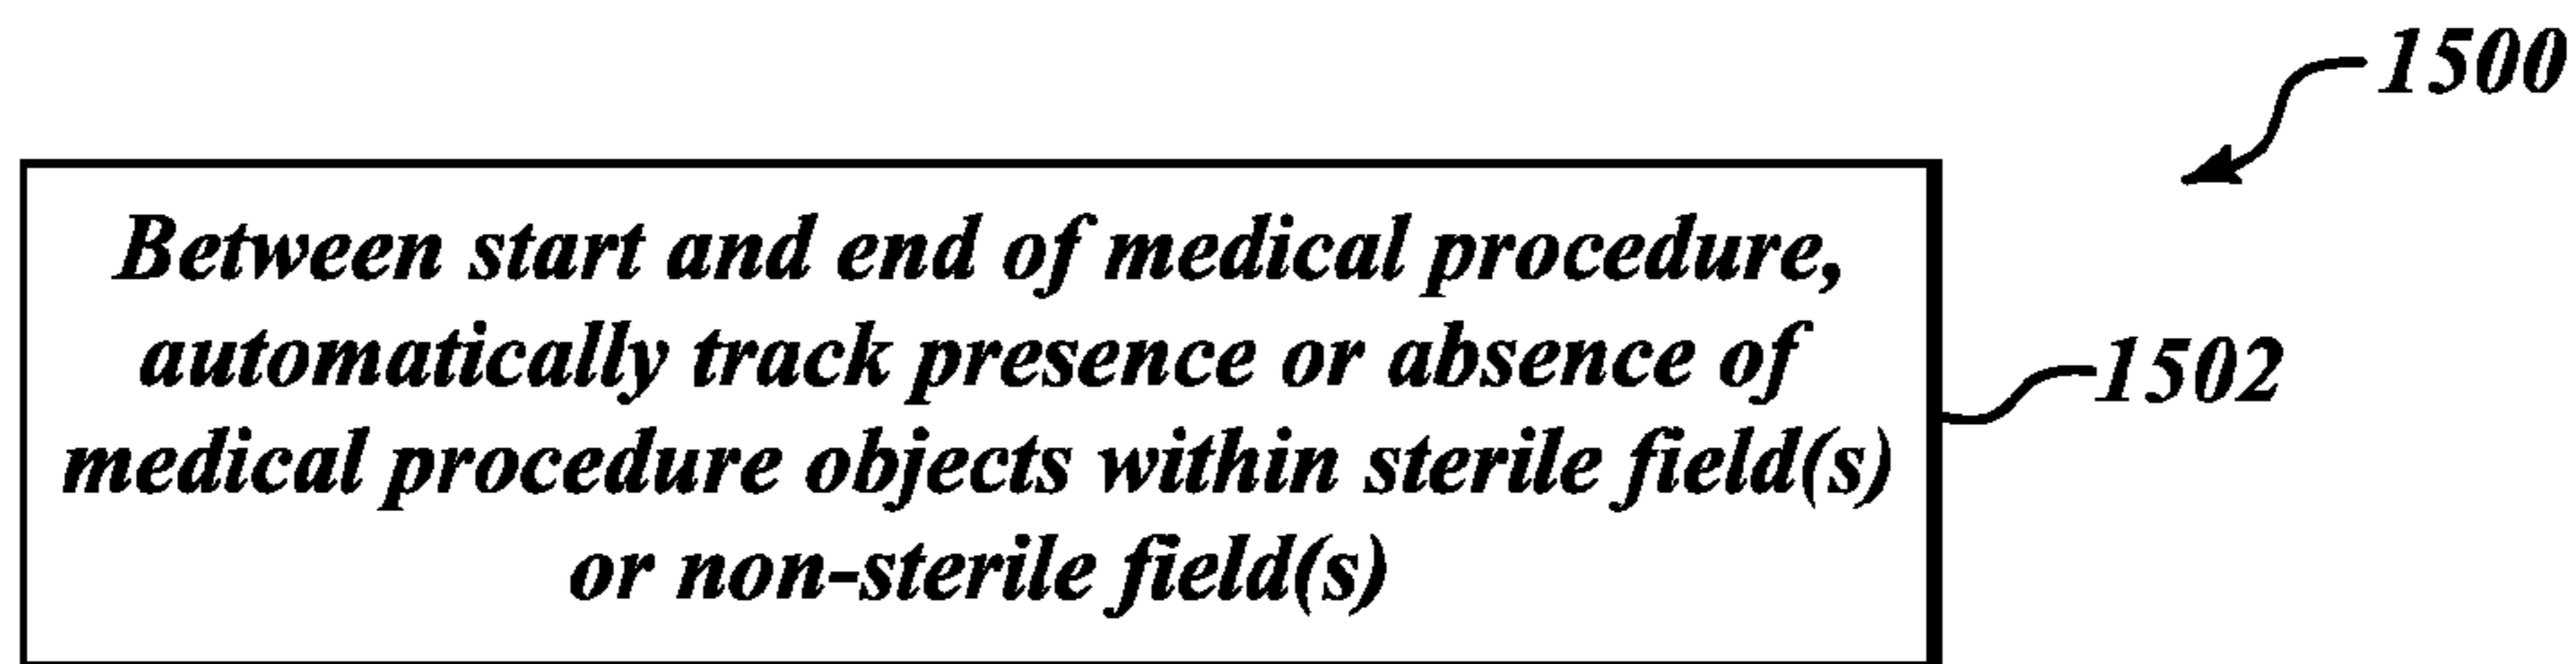 1500
Between start and end of medical procedure,
automatically track presence or absence of
medical procedure objects within sterile field(s)
or non-sterile field(s)
1502